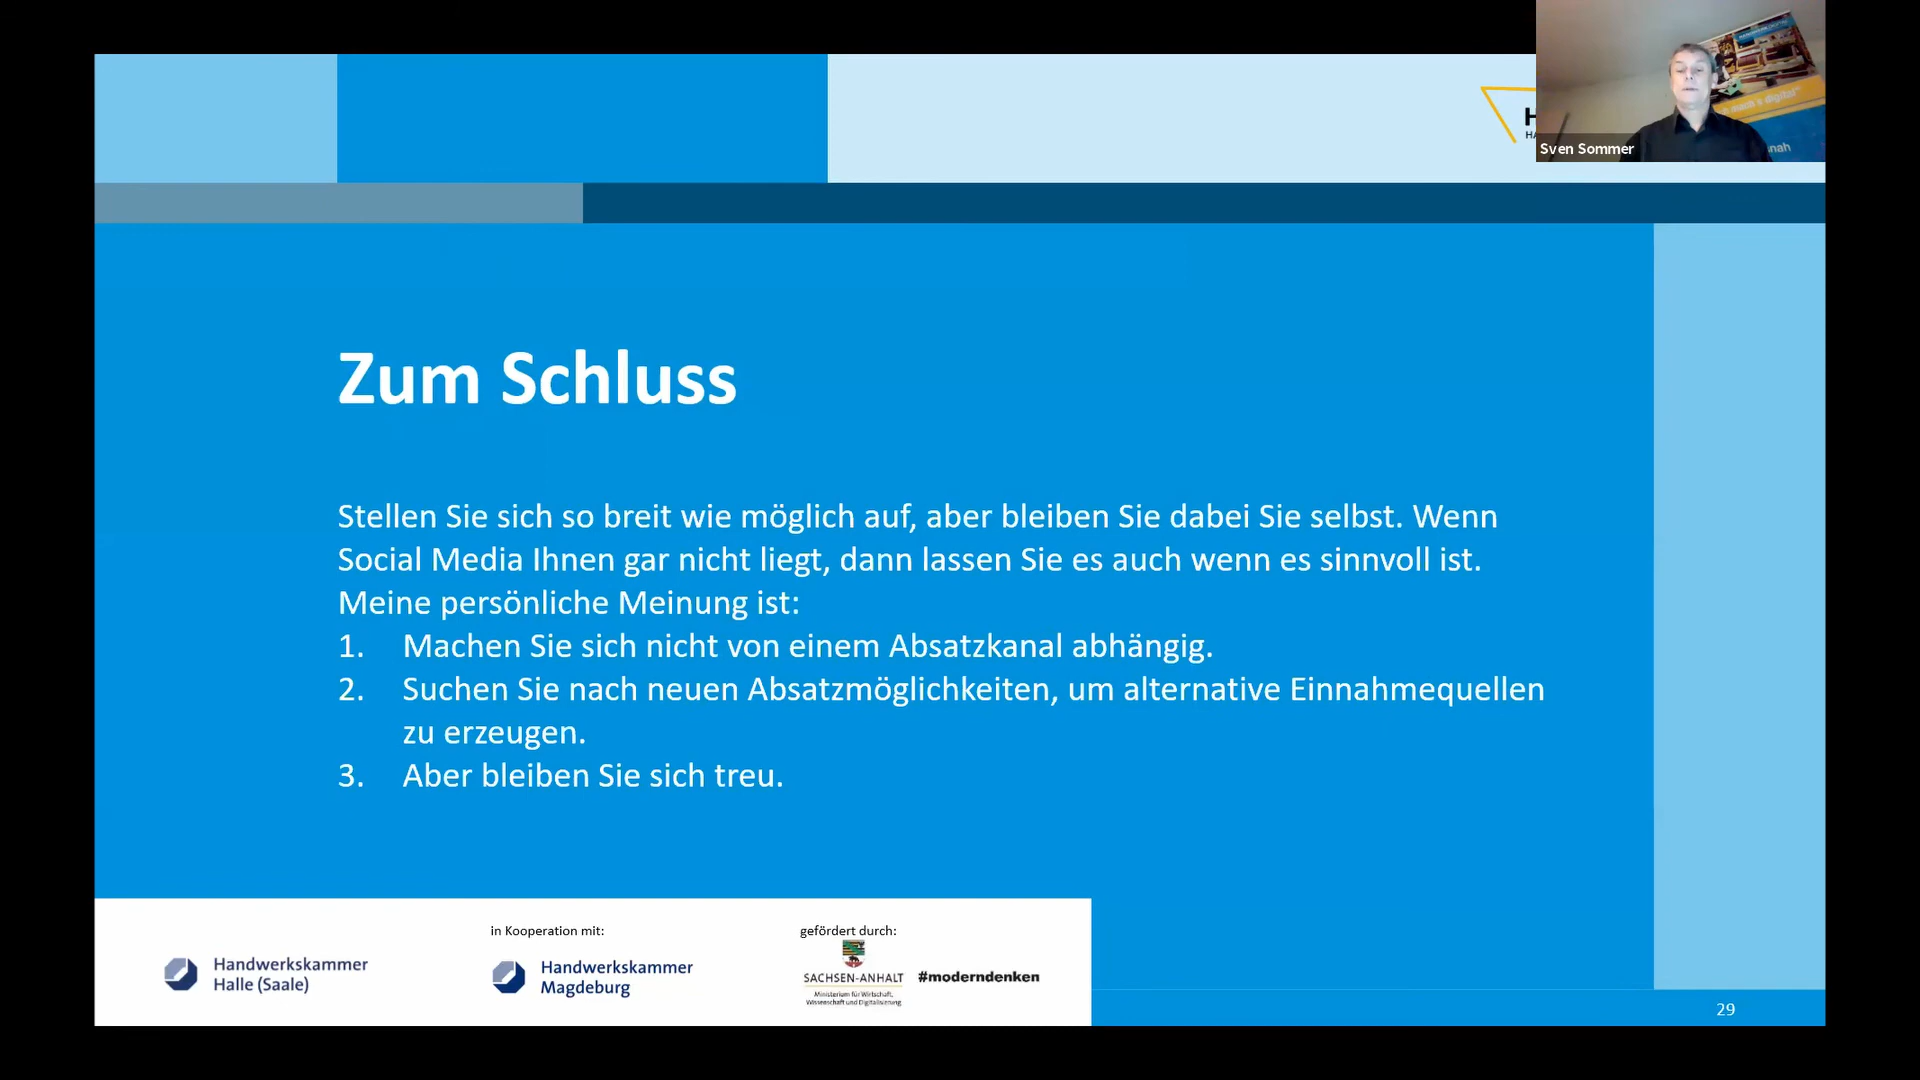 H
HA
m mach´s digital"
nah
Sven Sommer
Zum Schluss
Stellen Sie sich so breit wie möglich auf, aber bleiben Sie dabei Sie selbst. Wenn
Social Media Ihnen gar nicht liegt, dann lassen Sie es auch wenn es sinnvoll ist.
Meine persönliche Meinung ist:
1. Machen Sie sich nicht von einem Absatzkanal abhängig.
2. Suchen Sie nach neuen Absatzmöglichkeiten, um alternative Einnahmequellen
zu erzeugen.
3. Aber bleiben Sie sich treu.
in Kooperation mit:
gefördert durch:
Handwerkskammer
Halle (Saale)
Handwerkskammer
Magdeburg
SACHSEN-ANHALT
Ministerium für Wirtschaft,
Wissenschaft und Digitalisierung
#moderndenken
29